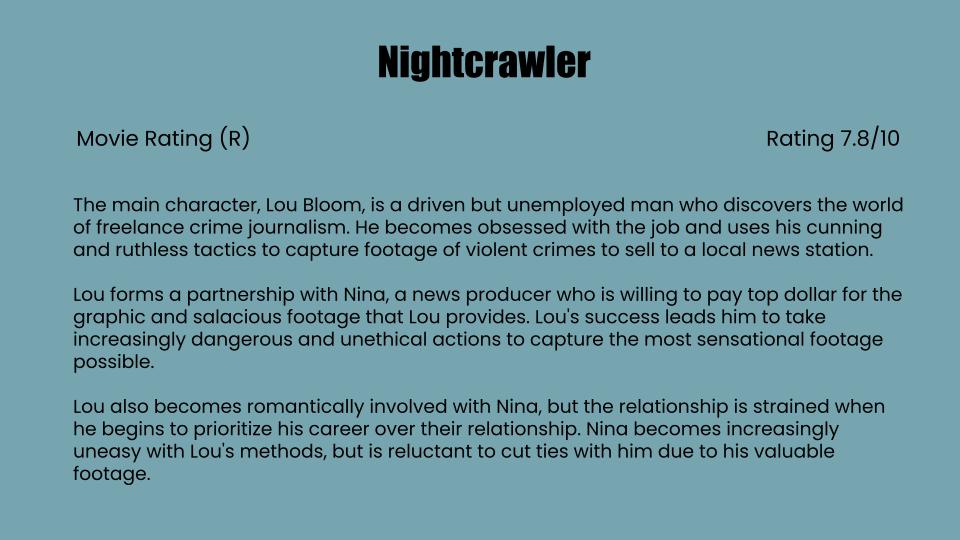 Nightcrawler
Movie Rating (R)
Rating 7.8/10
The main character, Lou Bloom, is a driven but unemployed man who discovers the world
of freelance crime journalism. He becomes obsessed with the job and uses his cunning
and ruthless tactics to capture footage of violent crimes to sell to a local news station.
Lou forms a partnership with Nina, a news producer who is willing to pay top dollar for the
graphic and salacious footage that Lou provides. Lou's success leads him to take
increasingly dangerous and unethical actions to capture the most sensational footage
possible.
Lou also becomes romantically involved with Nina, but the relationship is strained when
he begins to prioritize his career over their relationship. Nina becomes increasingly
uneasy with Lou's methods, but is reluctant to cut ties with him due to his valuable
footage.